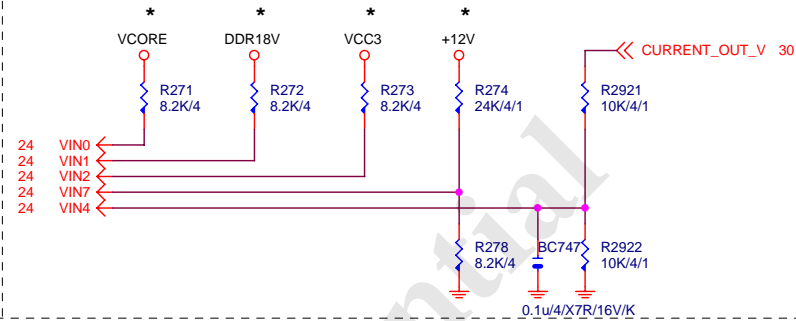 * * * *
VCORE DDR18V VCC3 +12V
CURRENT_OUT_V 30
R271 R272 R273 R274 R2921
8.2K/4 8.2K/4 8.2K/4 24K/4/1 10K/4/1
24 VIN0
24 VIN1
24 VIN2
24 VIN7
24 VIN4
R278 BC747 R2922
8.2K/4 10K/4/1
0.1u/4/X7R/16V/K
ntial